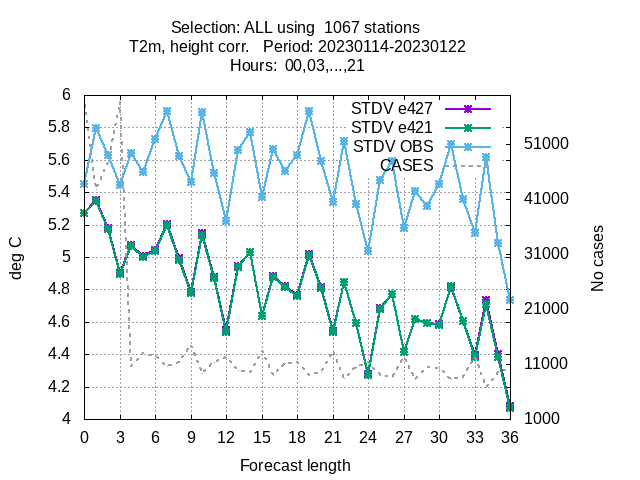 Selection: ALL using  1067 stations
T2m, height corr.   Period: 20230114-20230122
Hours:  00,03,...,21
STDV e427
STDV e421
STDV OBS
CASES
deg C
6
5.8
5.6
5.4
5.2
5
4.8
4.6
4.4
4.2
4
No cases
51000
41000
31000
21000
11000
1000
0 3 6 9 12 15 18 21 24 27 30 33 36
Forecast length